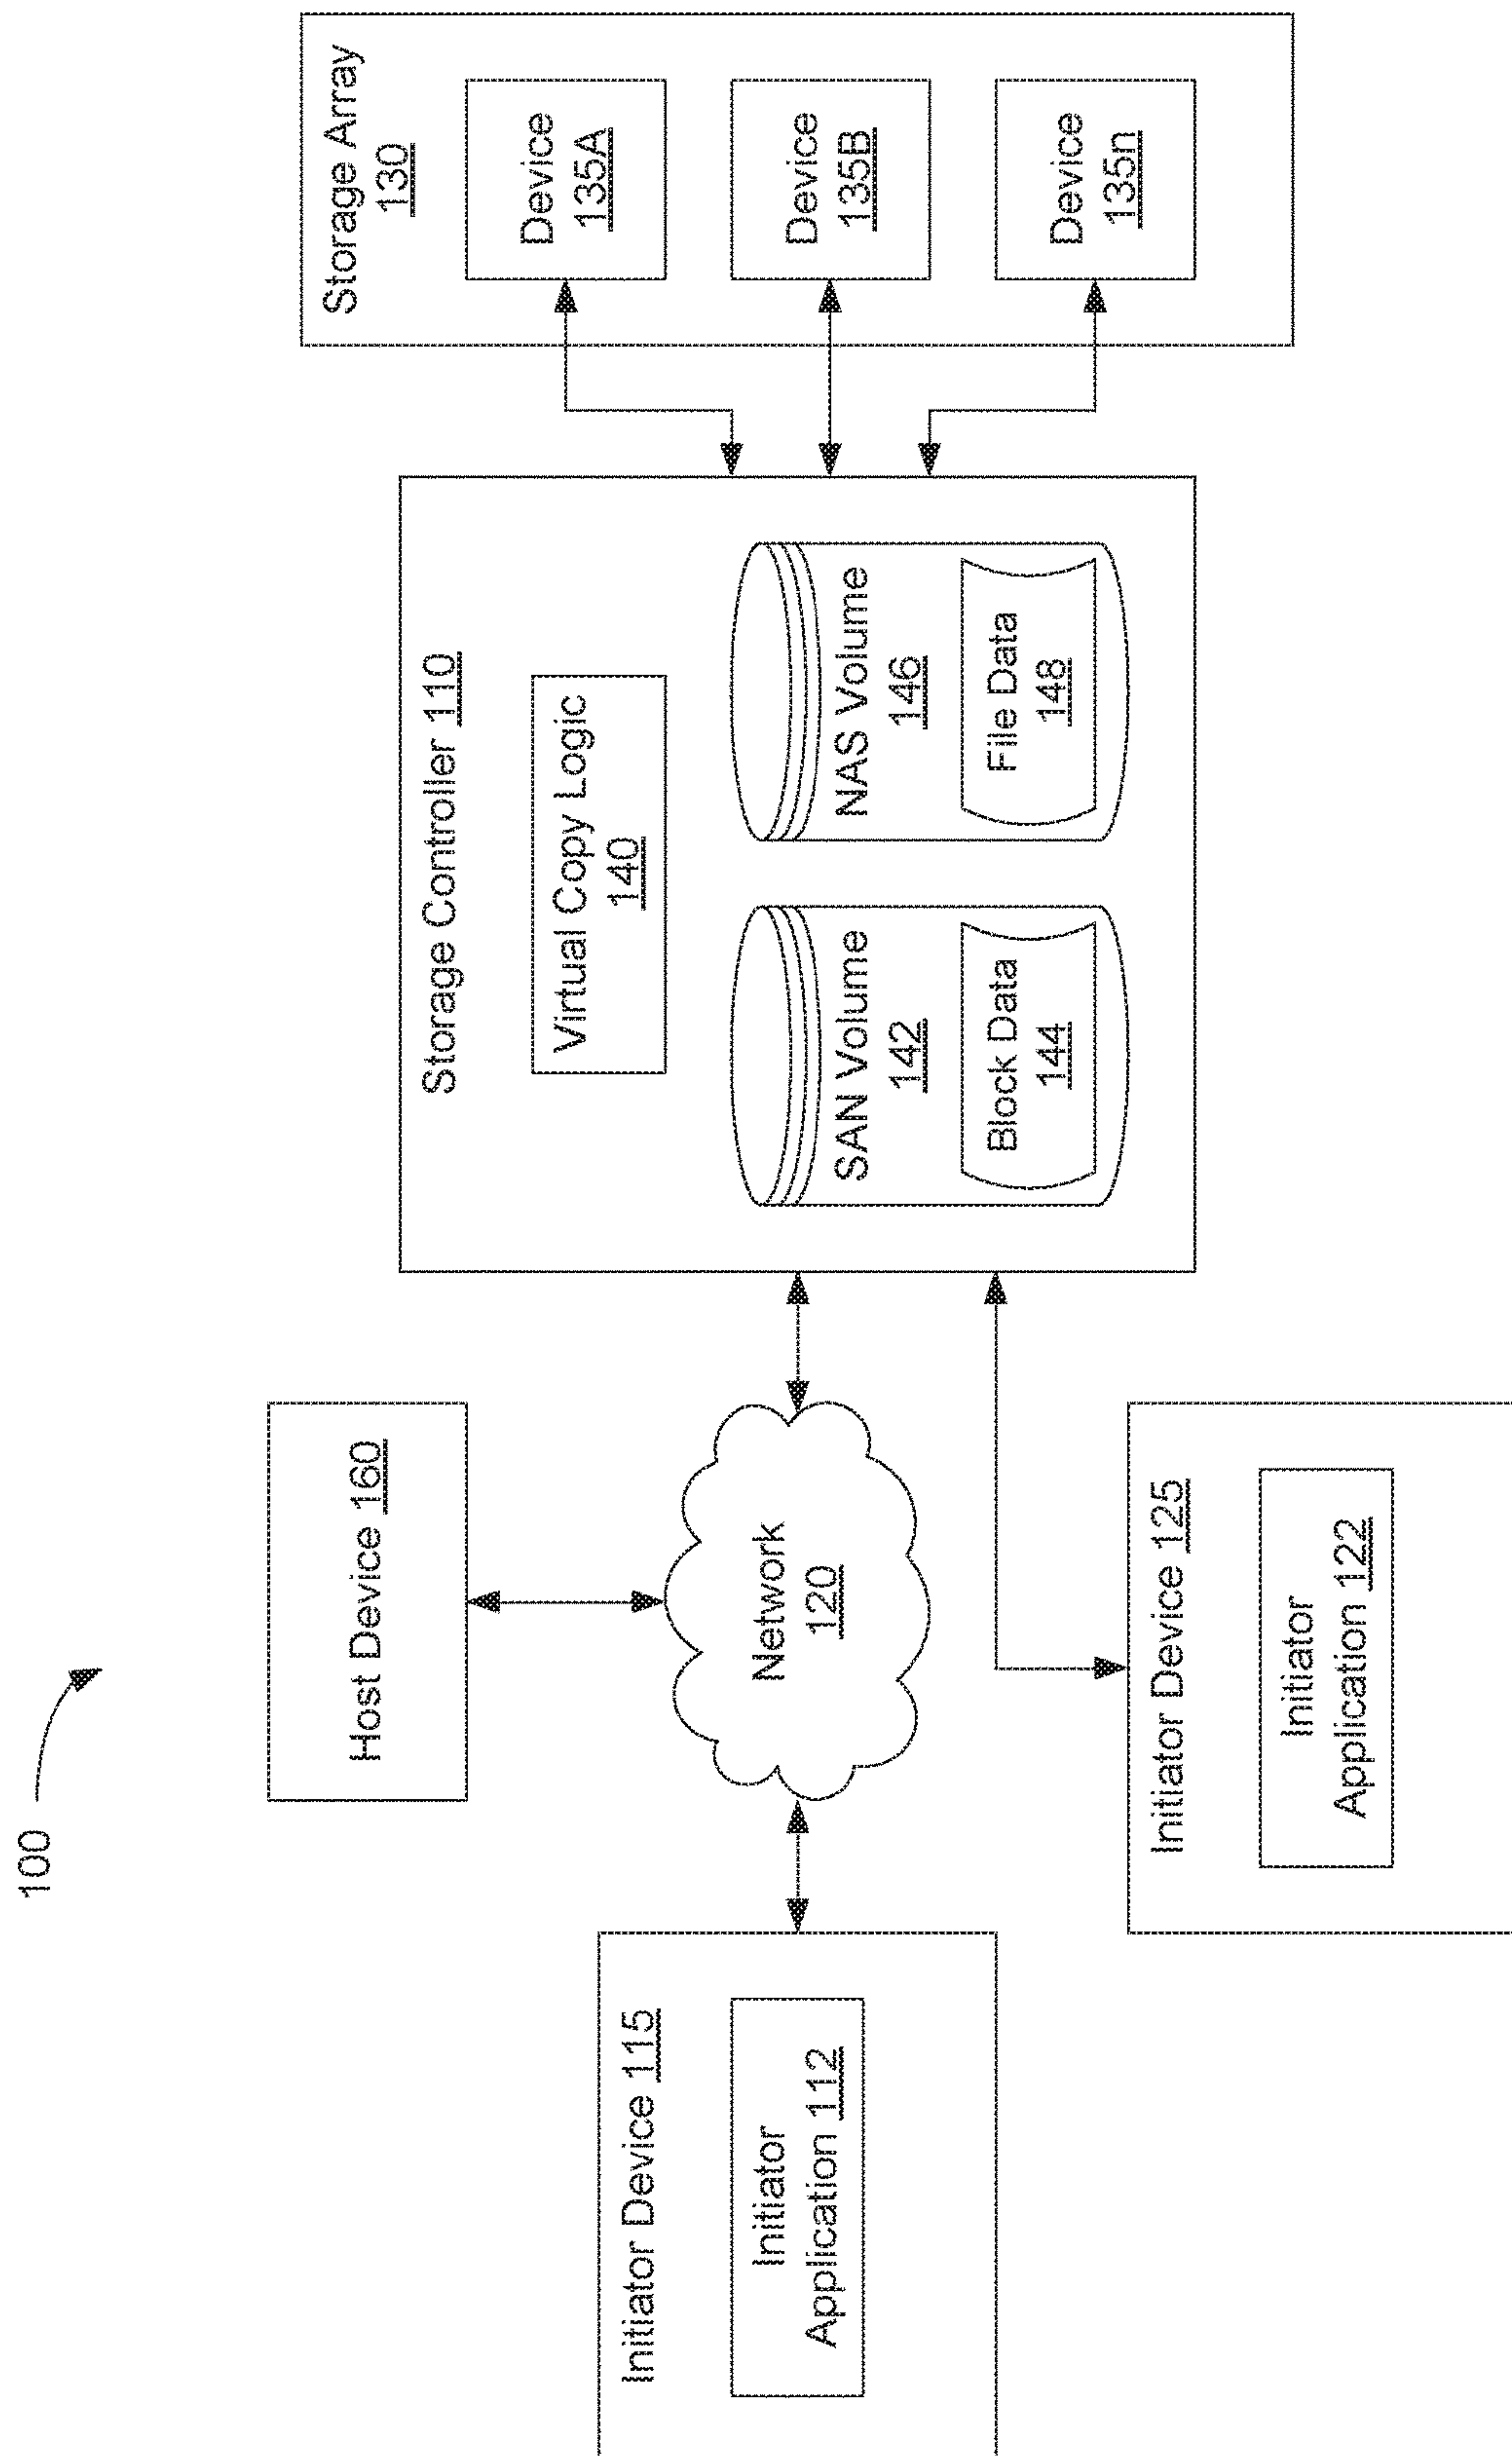 100
Host Device 160
Initiator Device 115
Initiator
Application 112
Network
120
Initiator Device 125
Initiator
Application 122
Storage Controller 110
Virtual Copy Logic
140
SAN Volume
142
Block Data
144
NAS Volume
146
File Data
148
Storage Array
130
Device
135A
Device
135B
Device
135n